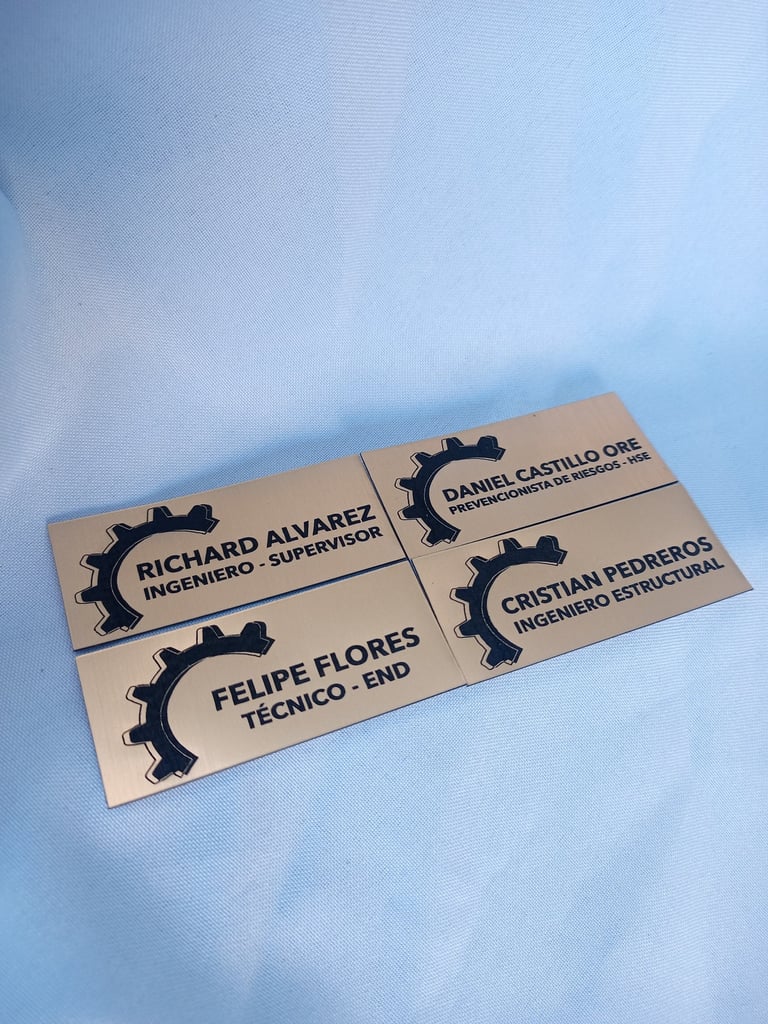 RICHARD ALVAREZ
INGENIERO - SUPERVISOR
DANIEL CASTILLO ORE
PREVENCIONISTA DE RIESGOS - HSE
FELIPE FLORES
TÉCNICO - END
CRISTIAN PEDREROS
INGENIERO ESTRUCTURAL